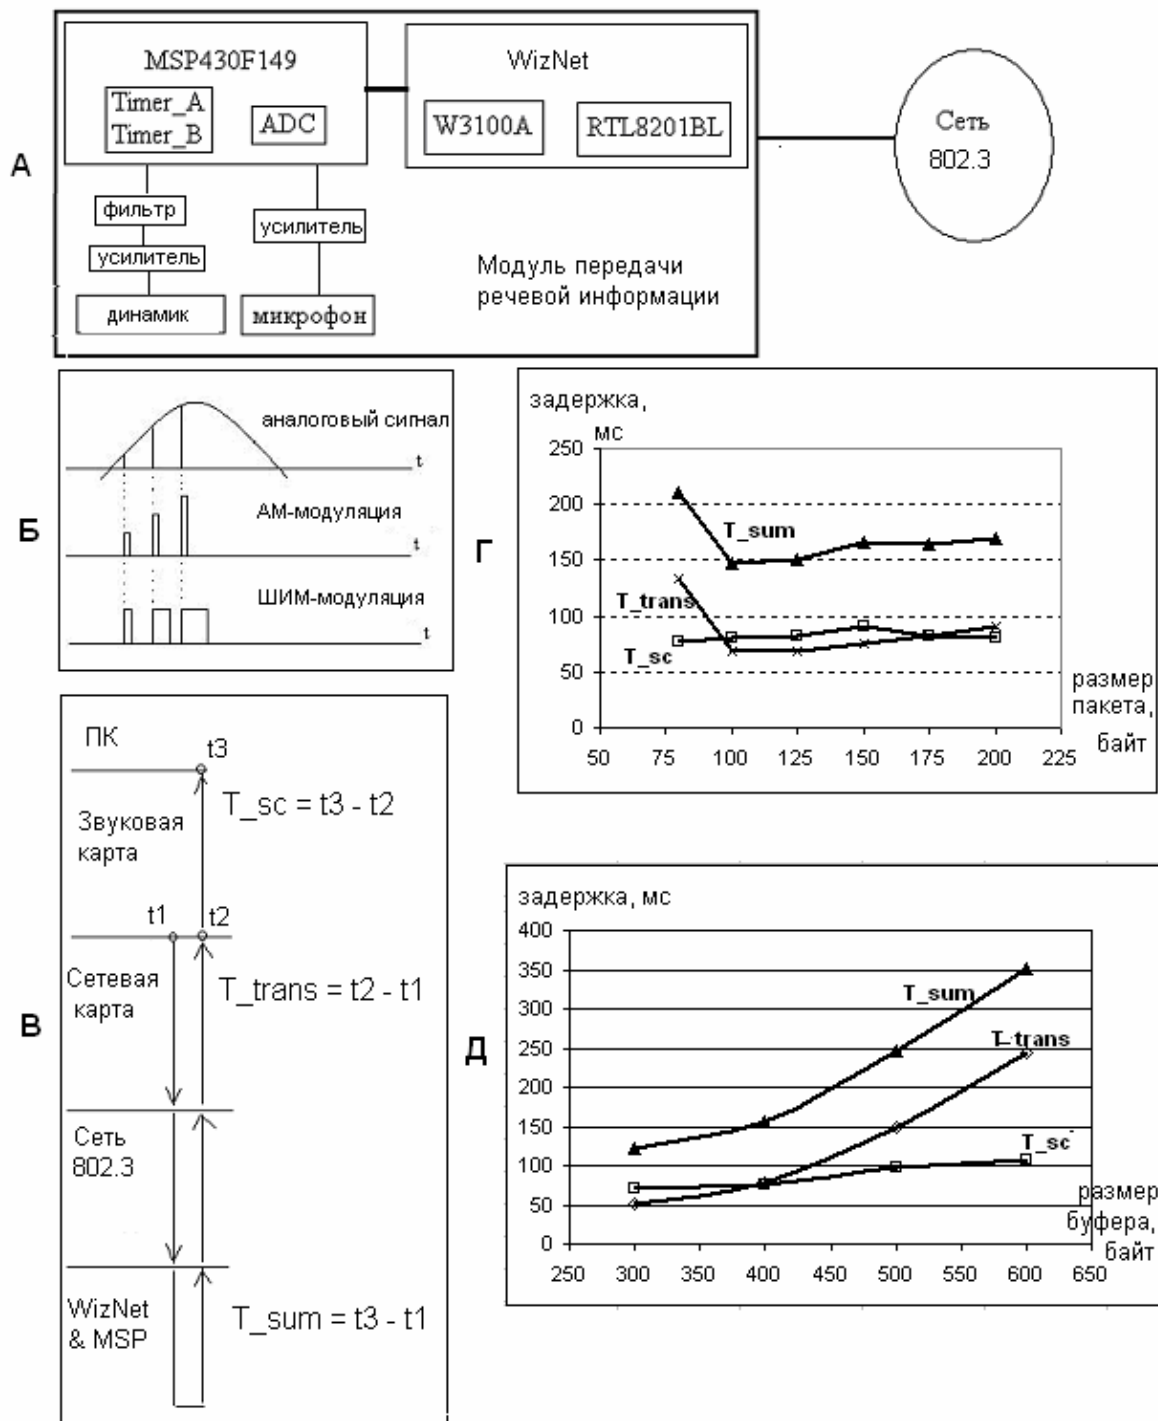 А
MSP430F149
Timer_A
Timer_B
ADC
WizNet
W3100A
RTL8201BL
Сеть
802.3
фильтр
усилитель
динамик
усилитель
микрофон
Модуль передачи
речевой информации
Б
аналоговый сигнал
t
АМ-модуляция
t
ШИМ-модуляция
t
В
ПК
t3
T_sc = t3 - t2
Звуковая
карта
t1
t2
Сетевая
карта
T_trans = t2 - t1
Сеть
802.3
WizNet
& MSP
T_sum = t3 - t1
Г
задержка,
мс
250
200
150
100
50
0
T_sum
T_trans
T_sc
50 75 100 125 150 175 200 225
размер
пакета,
байт
Д
задержка, мс
400
350
300
250
200
150
100
50
0
T_sum
T_trans
T_sc
250 300 350 400 450 500 550 600 650
размер
буфера,
байт